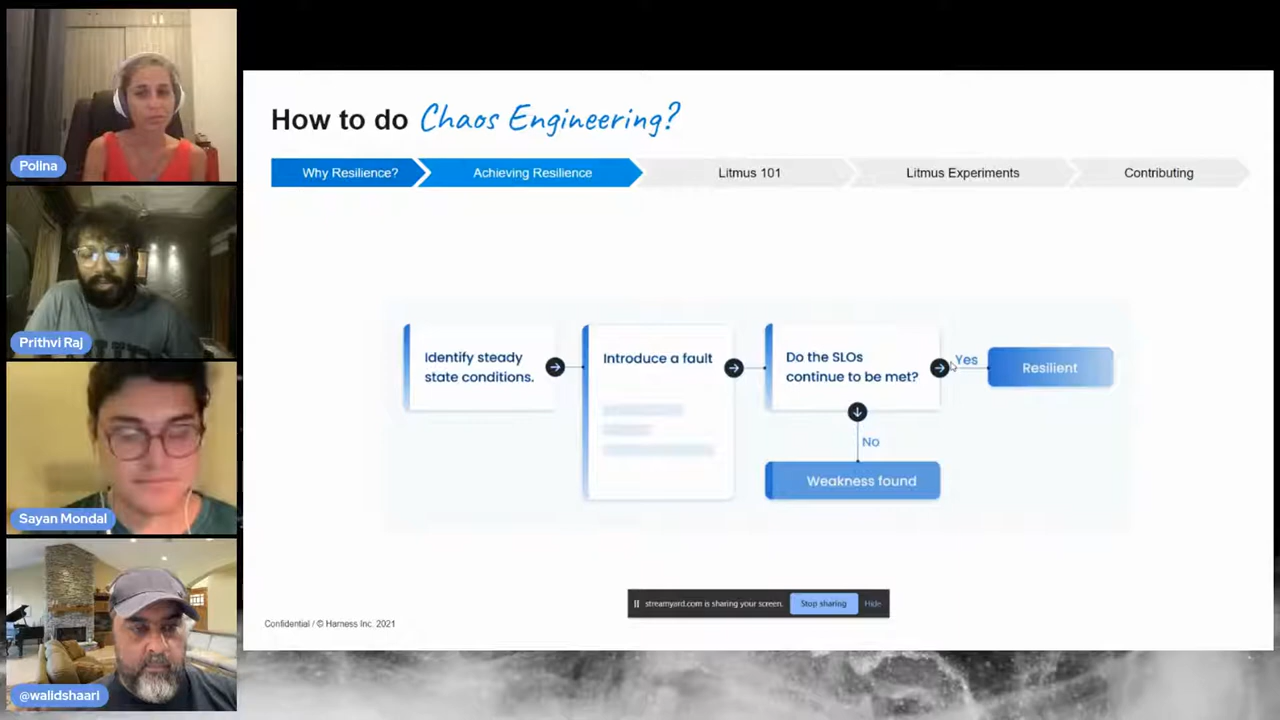 Polina
Prithvi Raj
Sayan Mondal
@walidshaari
How to do Chaos Engineering?
Why Resilience?
Achieving Resilience
Litmus 101
Litmus Experiments
Contributing
Identify steady
state conditions.
Introduce a fault
Do the SLOs
continue to be met?
Yes
Resilient
No
Weakness found
streamyard.com is sharing your screen.
Stop sharing
Hide
Confidential / © Harness Inc. 2021